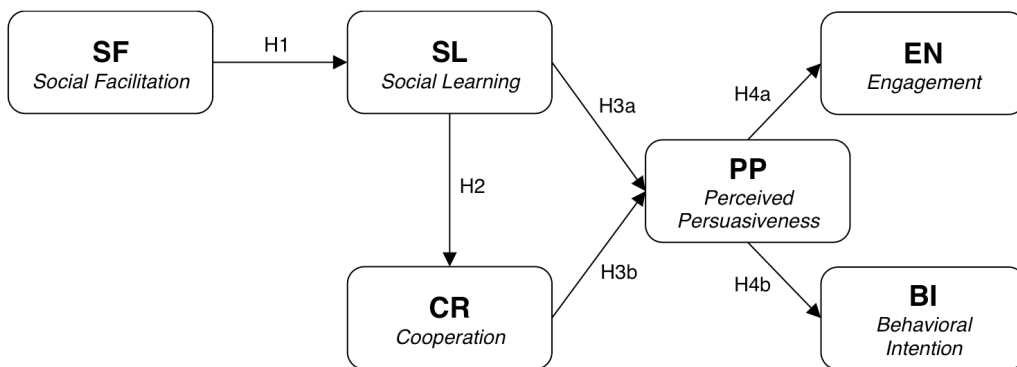 SF
Social Facilitation
H1
SL
Social Learning
H2
CR
Cooperation
H3a
H3b
PP
Perceived
Persuasiveness
H4a
H4b
EN
Engagement
BI
Behavioral
Intention